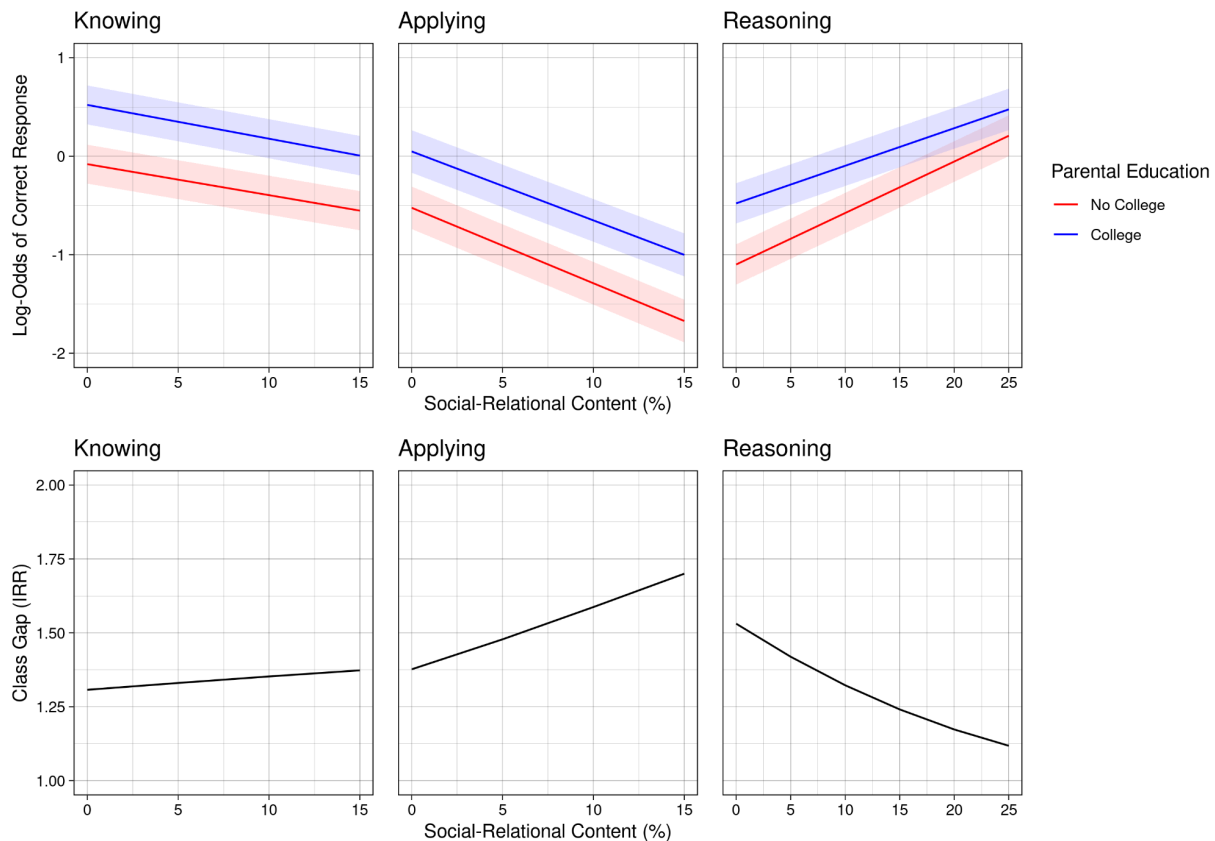 Knowing
Applying
Reasoning
Log-Odds of Correct Response
1
0
-1
-2
0 5 10 15
0 5 10 15
0 5 10 15 20 25
Social-Relational Content (%)
Parental Education
No College
College
Knowing
Applying
Reasoning
Class Gap (IRR)
2.00
1.75
1.50
1.25
1.00
0 5 10 15
0 5 10 15
0 5 10 15 20 25
Social-Relational Content (%)